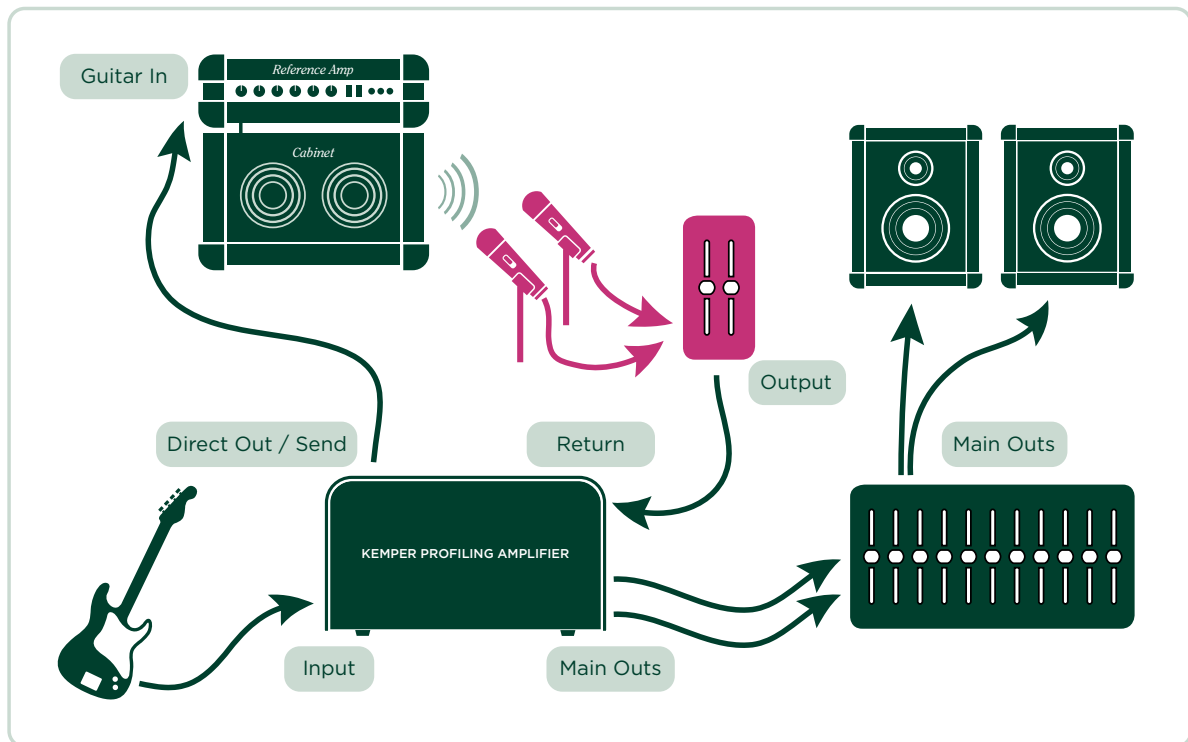 Guitar In
Reference Amp
Cabinet
Output
Direct Out / Send
Return
Main Outs
KEMPER PROFILING AMPLIFIER
Input
Main Outs